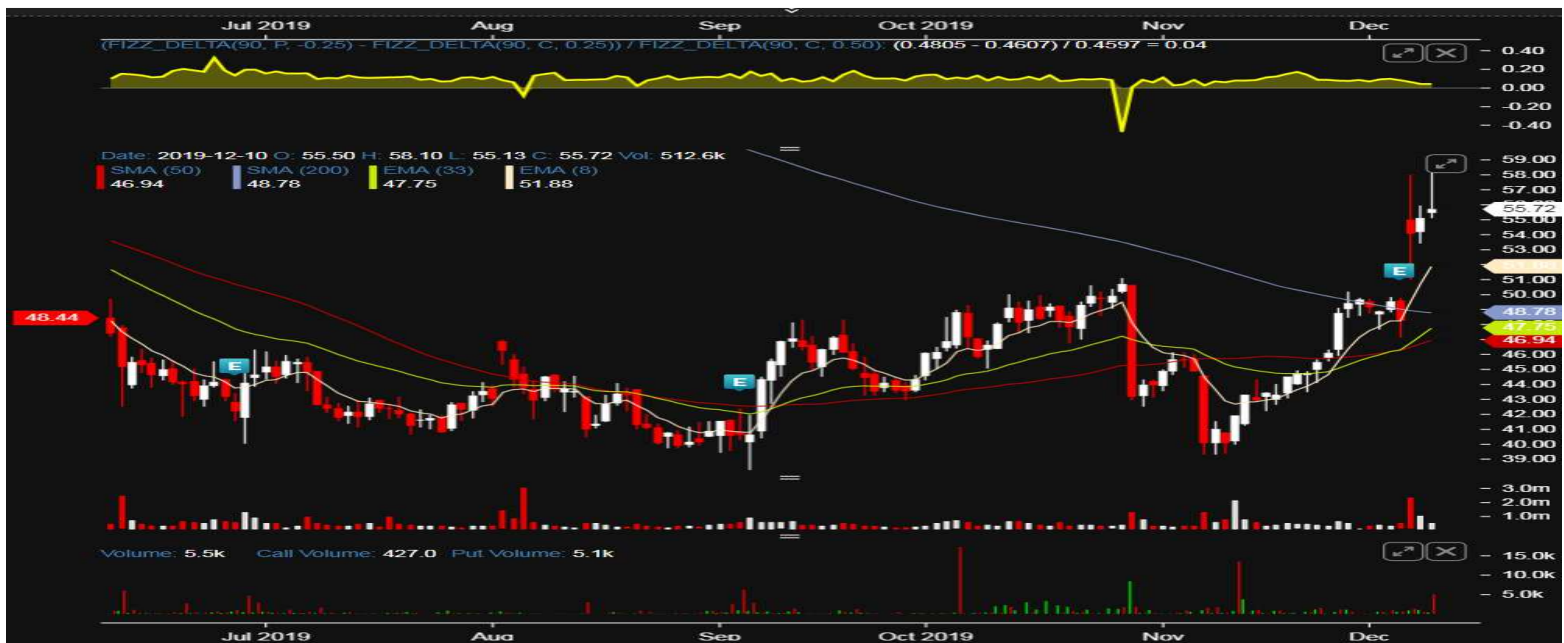 Jul 2019 Aug Sep Oct 2019 Nov Dec
(FIZZ_DELTA(90, P, -0.25) - FIZZ_DELTA(90, C, 0.25)) / FIZZ_DELTA(90, C, 0.50): (0.4805 - 0.4607) / 0.4597 = 0.04
0.40
0.20
0.00
-0.20
-0.40
Date: 2019-12-10 O: 55.50 H: 58.10 L: 55.13 C: 55.72 Vol: 512.6k
SMA (50) SMA (200) EMA (33) EMA (8)
46.94 48.78 47.75 51.88
59.00
58.00
57.00
55.72
55.00
54.00
53.00
E
51.00
50.00
48.44
48.78
47.75
46.94
46.00
E
45.00
E
44.00
43.00
42.00
41.00
40.00
39.00
3.0m
2.0m
1.0m
Volume: 5.5k Call Volume: 427.0 Put Volume: 5.1k
15.0k
10.0k
5.0k
Jul 2019 Aug Sep Oct 2019 Nov Dec